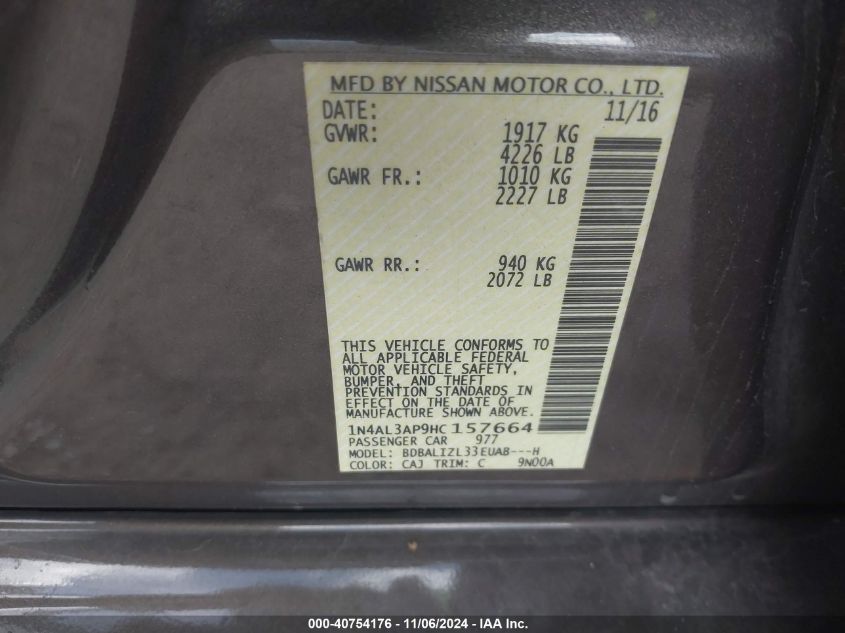 MFD BY NISSAN MOTOR CO., LTD.
DATE: 11/16
GVWR: 1917 KG
4226 LB
GAWR FR.: 1010 KG
2227 LB
GAWR RR.: 940 KG
2072 LB
THIS VEHICLE CONFORMS TO
ALL APPLICABLE FEDERAL
MOTOR VEHICLE SAFETY,
BUMPER, AND THEFT
PREVENTION STANDARDS IN
EFFECT ON THE DATE OF
MANUFACTURE SHOWN ABOVE.
1N4AL3AP9HC157664
PASSENGER CAR 977
MODEL: BDBALIZL33EUAB---H
COLOR: CAJ TRIM: C 9N00A
000-40754176 - 11/06/2024 - IAA Inc.